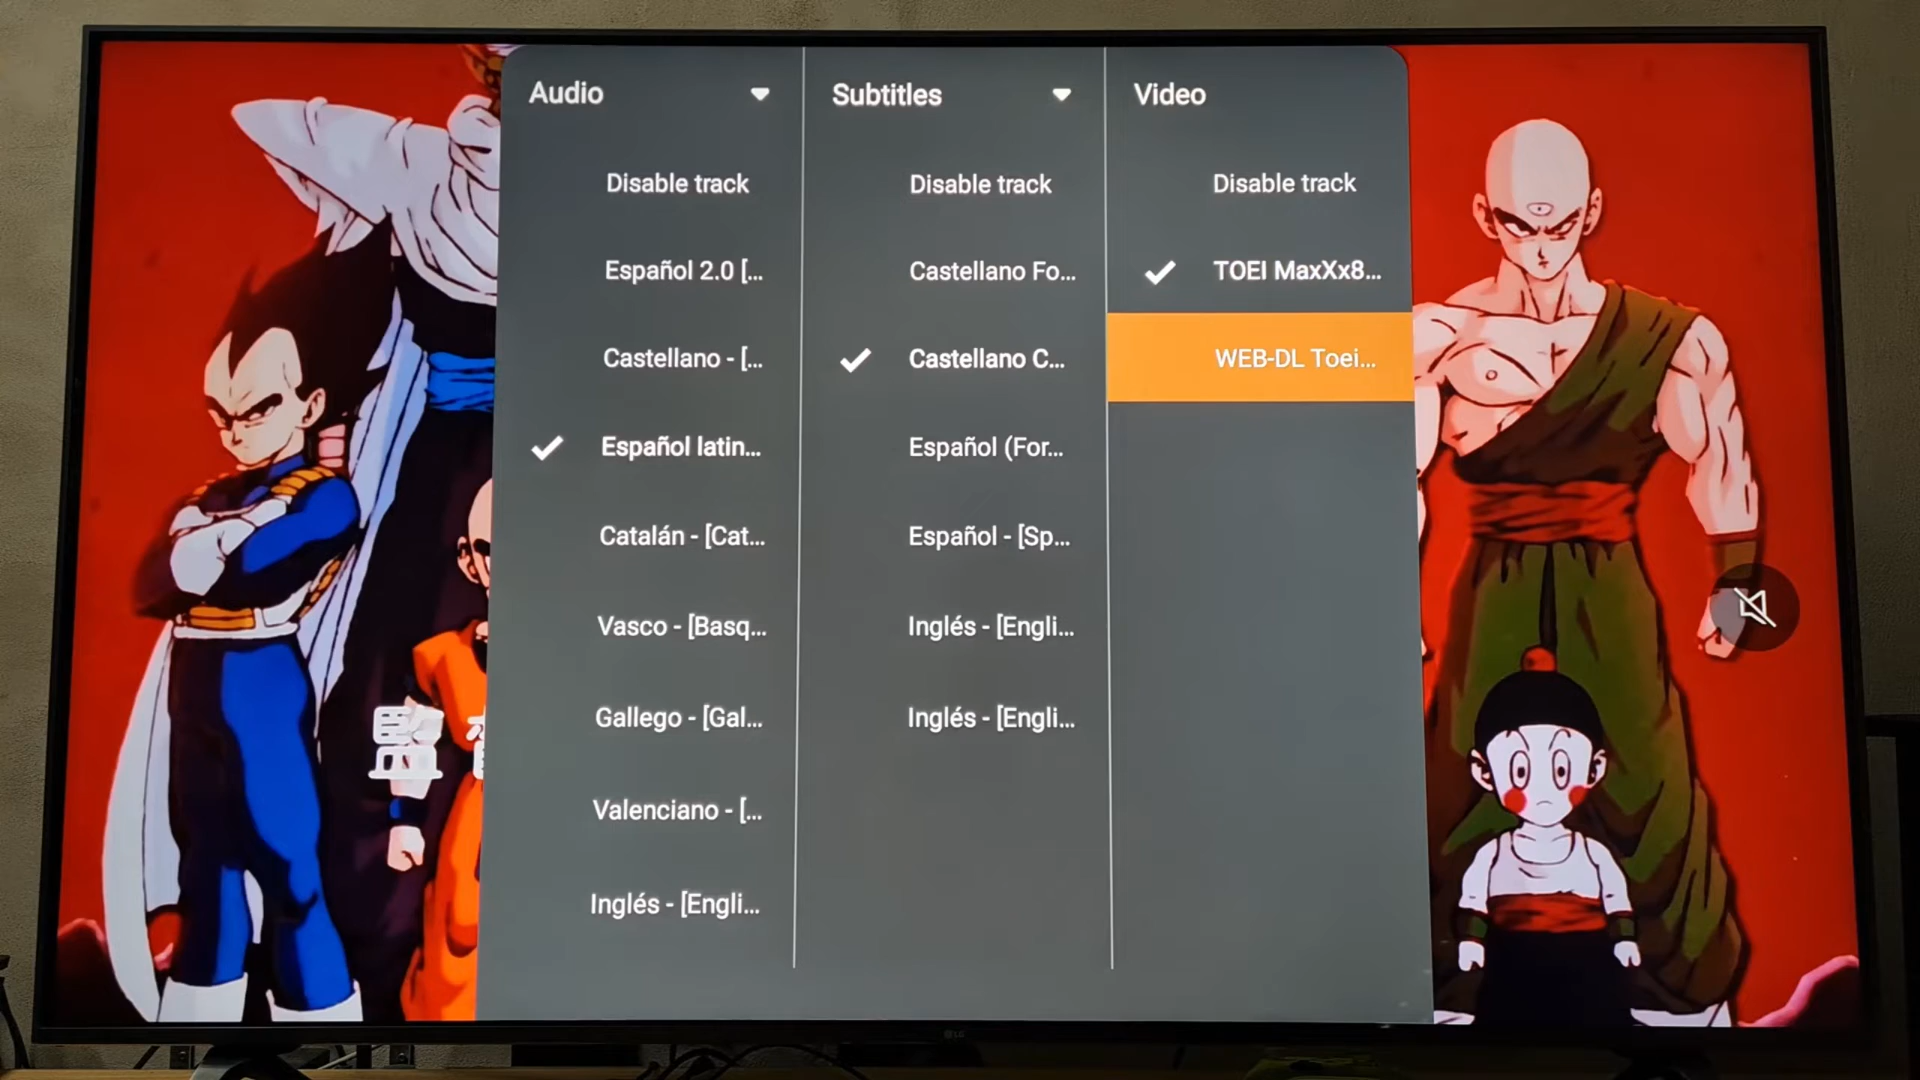 Audio
Disable track
Español 2.0 [...
Castellano - [...
Español latin...
Catalán - [Cat...
Vasco - [Basq...
Gallego - [Gal...
Valenciano - [...
Inglés - [Engli...
Subtitles
Disable track
Castellano Fo...
Castellano C...
Español (For...
Español - [Sp...
Inglés - [Engli...
Inglés - [Engli...
Video
Disable track
TOEI MaxXx8...
WEB-DL Toei...
LG